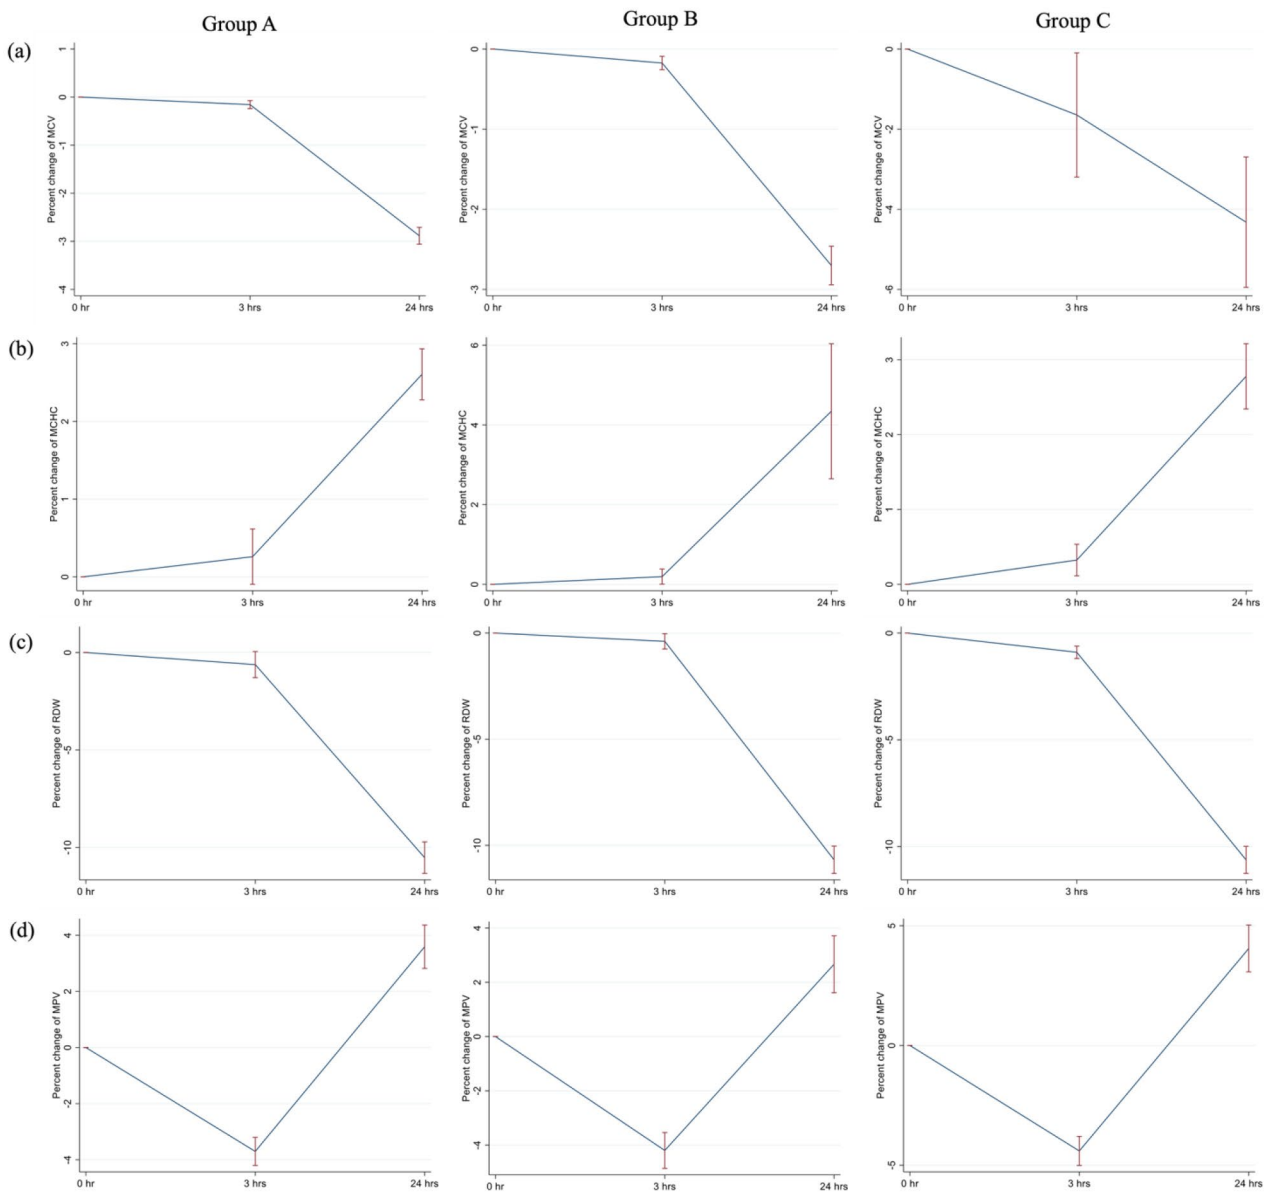 Group A
Group B
Group C
(a)
Percent change of MCV
1
0
-1
-2
-3
-4
0 hr
3 hrs
24 hrs
Percent change of MCV
0
-1
-2
-3
0 hr
3 hrs
24 hrs
Percent change of MCV
0
-2
-4
-6
0 hr
3 hrs
24 hrs
(b)
Percent change of MCHC
3
2
1
0
0 hr
3 hrs
24 hrs
Percent change of MCHC
6
4
2
0
0 hr
3 hrs
24 hrs
Percent change of MCHC
3
2
1
0
0 hr
3 hrs
24 hrs
(c)
Percent change of RDW
0
-5
-10
0 hr
3 hrs
24 hrs
Percent change of RDW
0
-5
-10
0 hr
3 hrs
24 hrs
Percent change of RDW
0
-5
-10
0 hr
3 hrs
24 hrs
(d)
Percent change of MPV
4
2
0
-2
-4
0 hr
3 hrs
24 hrs
Percent change of MPV
4
2
0
-2
-4
0 hr
3 hrs
24 hrs
Percent change of MPV
5
0
-5
0 hr
3 hrs
24 hrs